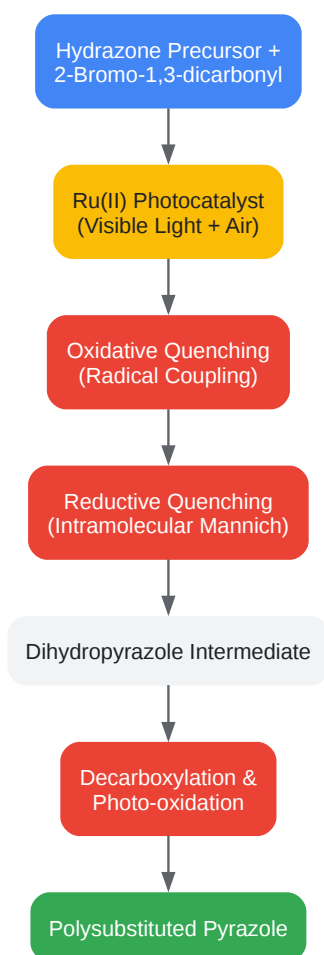 Hydrazone Precursor +
2-Bromo-1,3-dicarbonyl
Ru(II) Photocatalyst
(Visible Light + Air)
Oxidative Quenching
(Radical Coupling)
Reductive Quenching
(Intramolecular Mannich)
Dihydropyrazole Intermediate
Decarboxylation &
Photo-oxidation
Polysubstituted Pyrazole